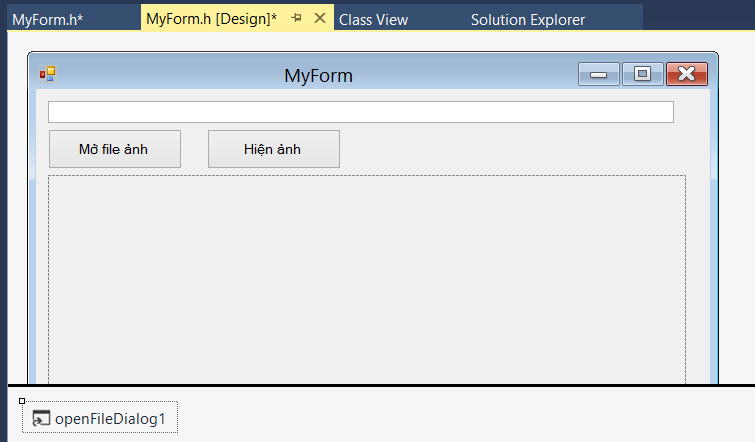 MyForm.h*
MyForm.h [Design]*
Class View
Solution Explorer
MyForm
Mở file ảnh
Hiện ảnh
openFileDialog1